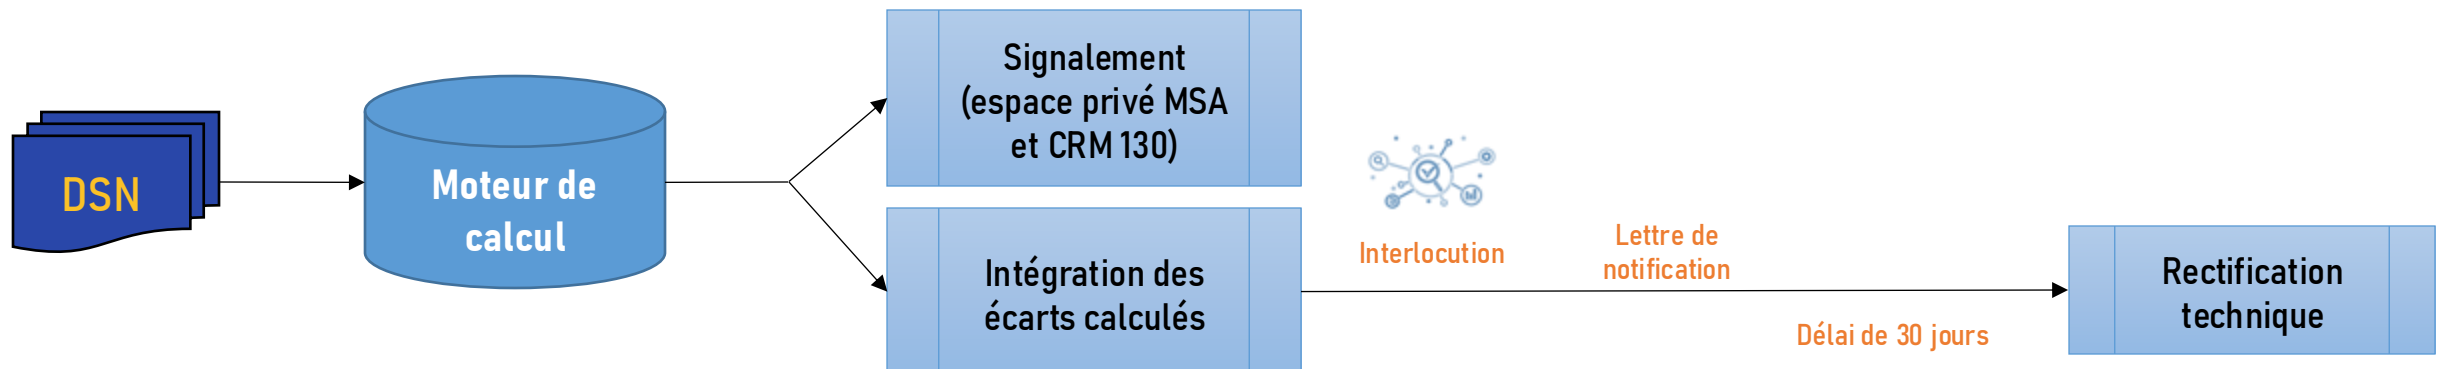 DSN
Moteur de
calcul
Signalement
(espace privé MSA
et CRM 130)
Intégration des
écarts calculés
Interlocution
Lettre de
notification
Délai de 30 jours
Rectification
technique